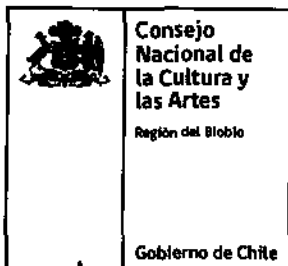 Consejo
Nacional de
la Cultura y
las Artes
Región del Biobío
Gobierno de Chile